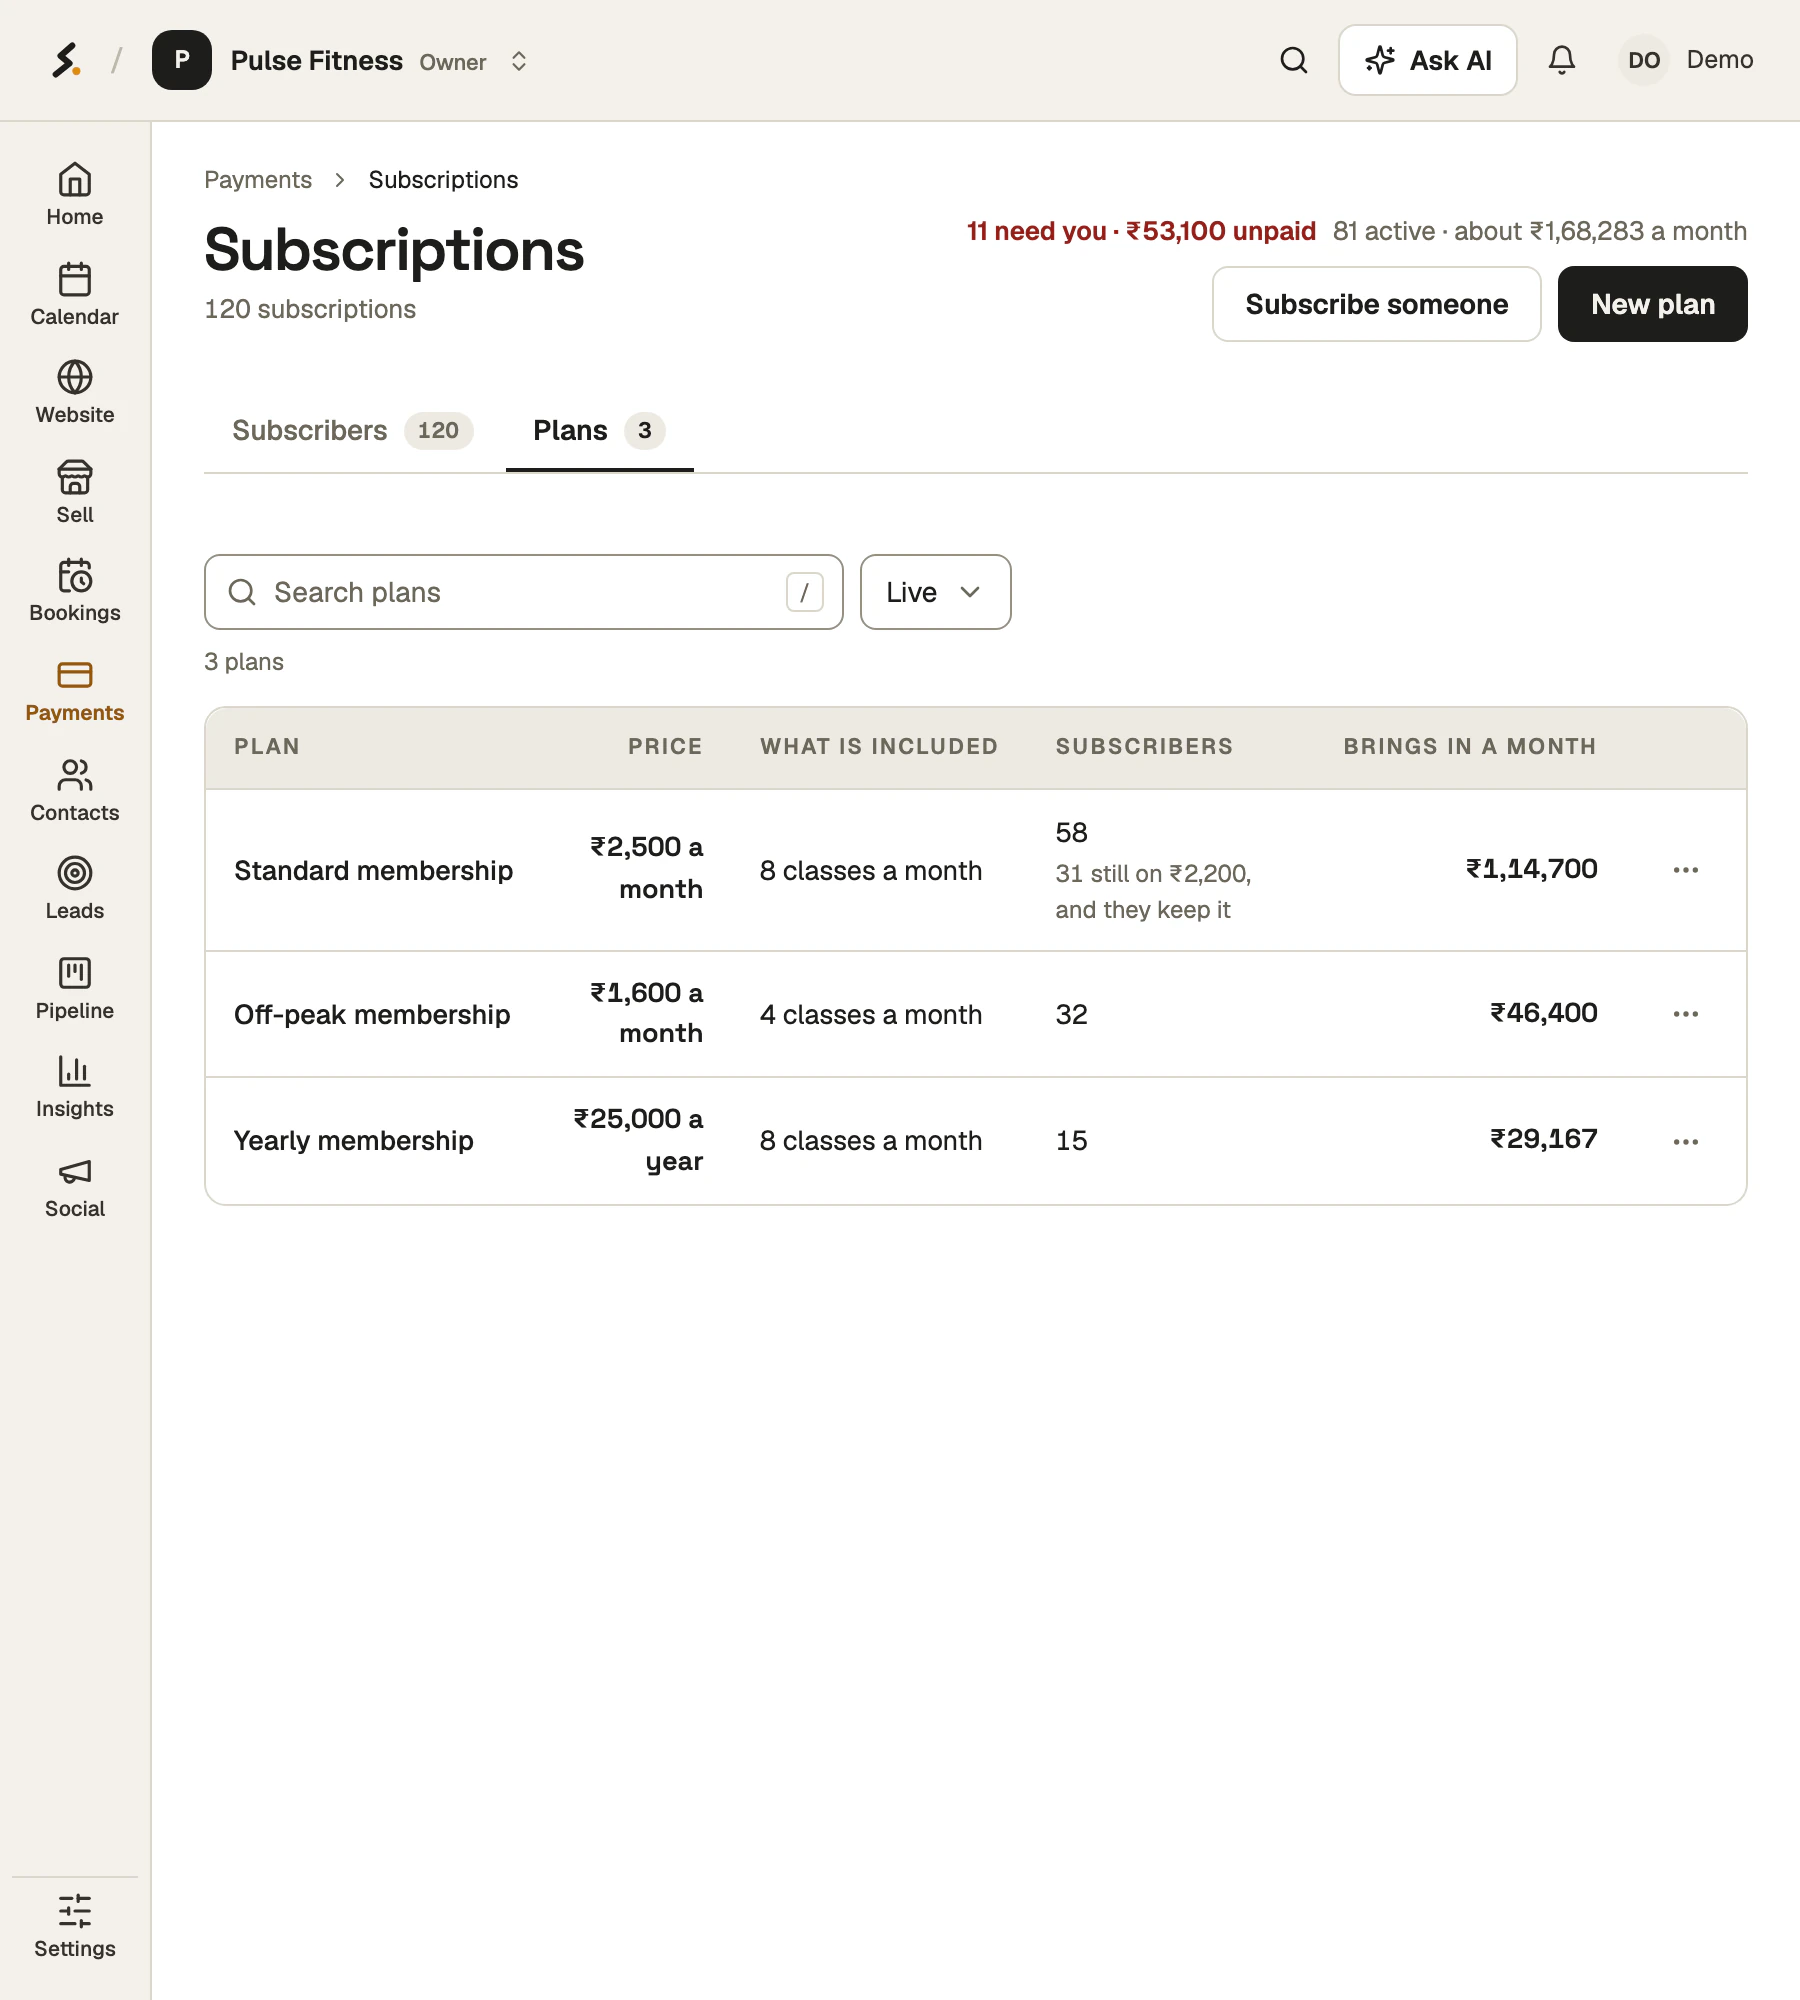 /
P
Pulse Fitness Owner
Ask AI
DO
Demo
Home
Calendar
Website
Sell
Bookings
Payments
Contacts
Leads
Pipeline
Insights
Social
Settings
Payments > Subscriptions
Subscriptions
120 subscriptions
11 need you · ₹53,100 unpaid 81 active · about ₹1,68,283 a month
Subscribe someone
New plan
Subscribers 120
Plans 3
Search plans /
Live
3 plans
PLAN PRICE WHAT IS INCLUDED SUBSCRIBERS BRINGS IN A MONTH
Standard membership
₹2,500 a
month
8 classes a month
58
31 still on ₹2,200,
and they keep it
₹1,14,700
Off-peak membership
₹1,600 a
month
4 classes a month
32
₹46,400
Yearly membership
₹25,000 a
year
8 classes a month
15
₹29,167